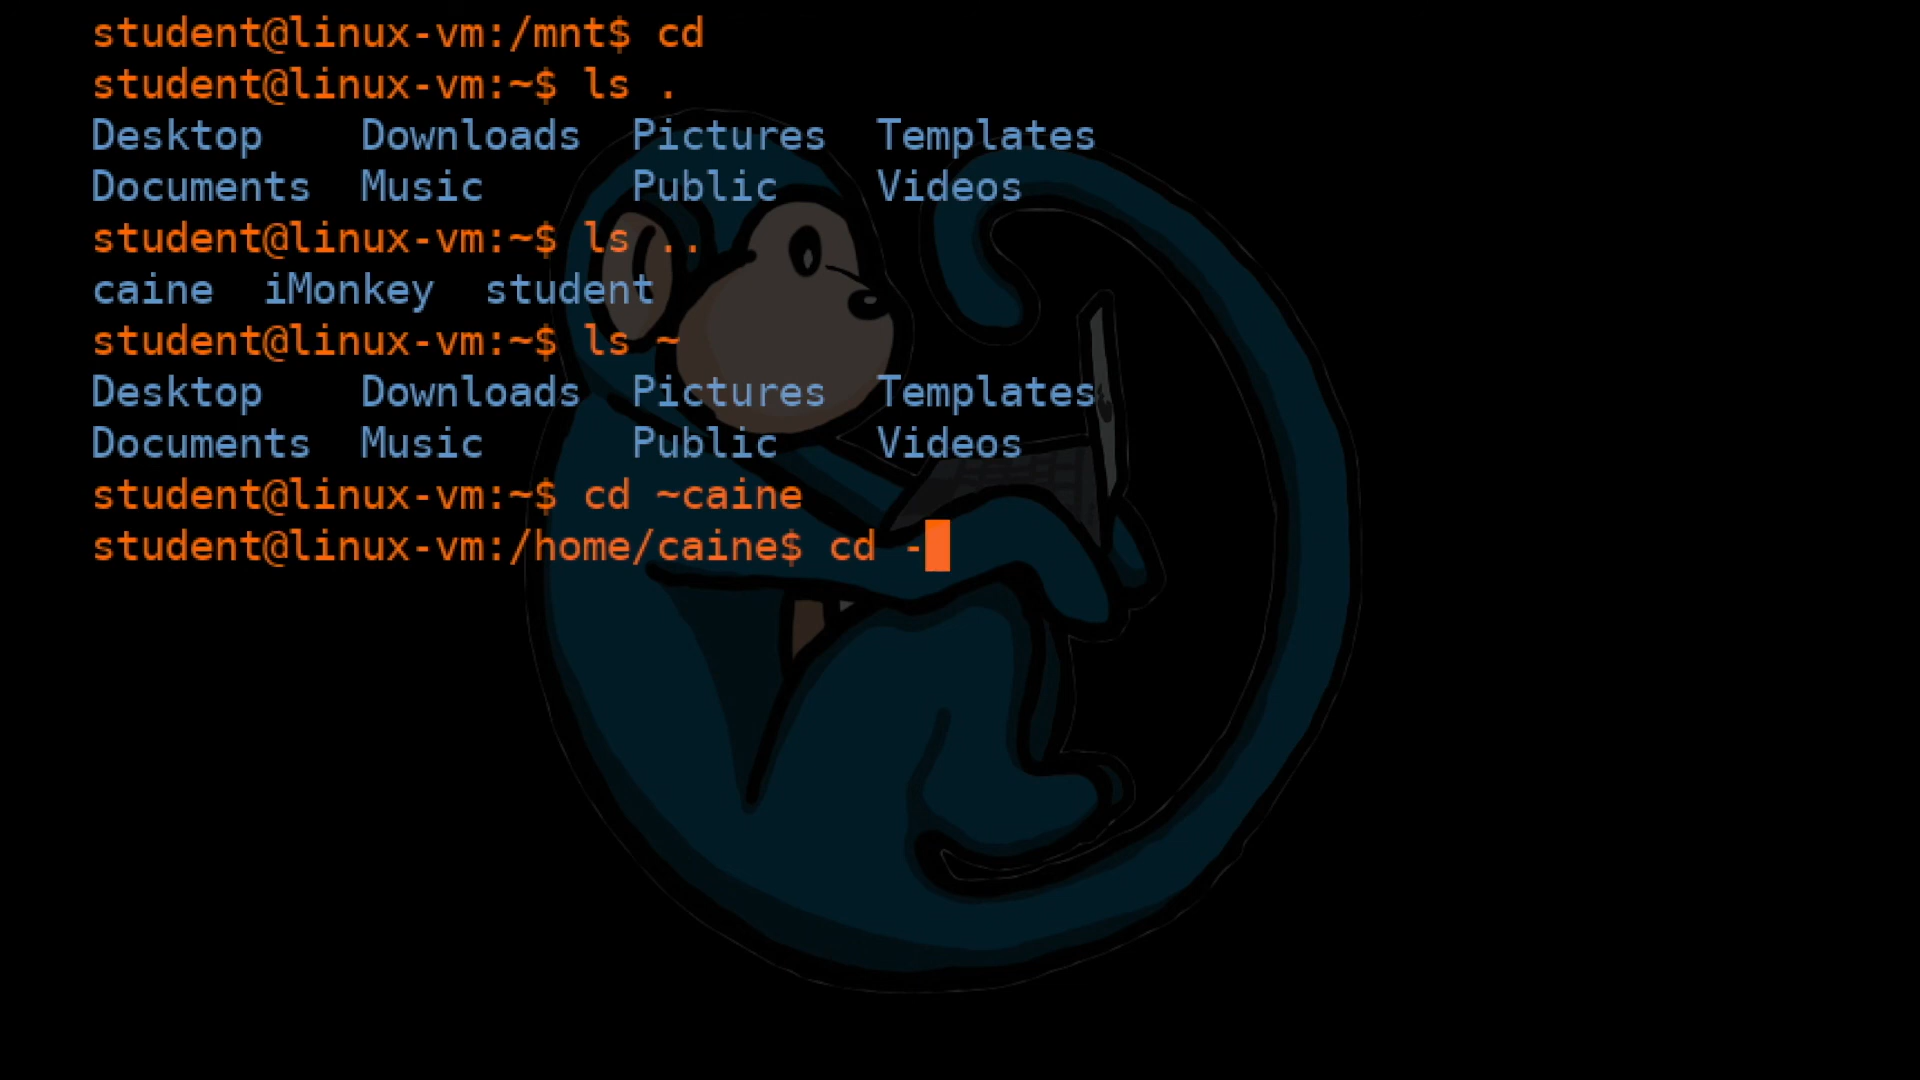 student@linux-vm:/mnt$ cd
student@linux-vm:~$ ls .
Desktop    Downloads  Pictures  Templates
Documents  Music      Public    Videos
student@linux-vm:~$ ls ..
caine  iMonkey  student
student@linux-vm:~$ ls ~
Desktop    Downloads  Pictures  Templates
Documents  Music      Public    Videos
student@linux-vm:~$ cd ~caine
student@linux-vm:/home/caine$ cd -